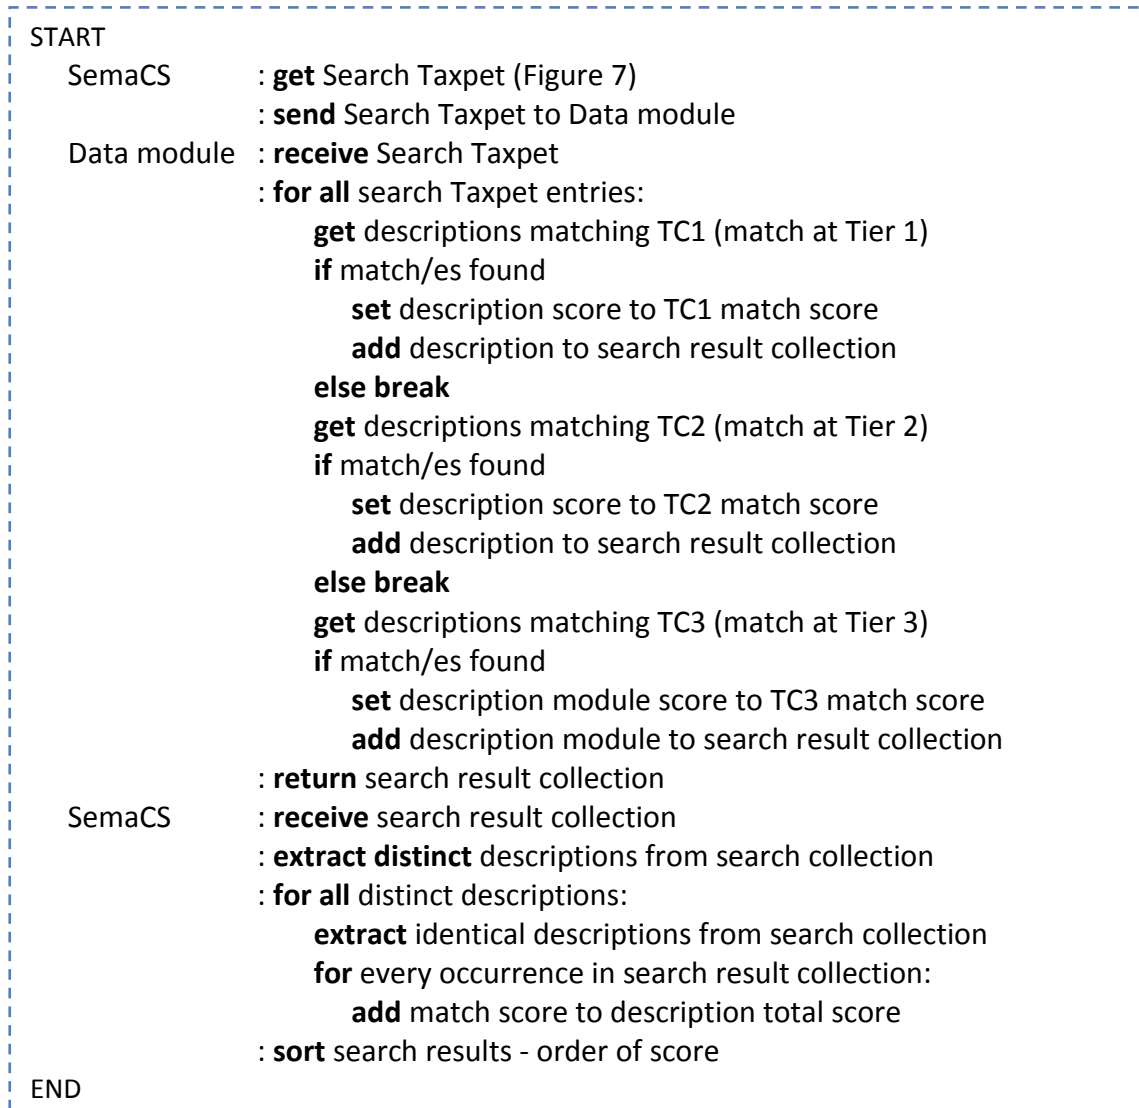 START
SemaCS : get Search Taxpet (Figure 7)
: send Search Taxpet to Data module
Data module : receive Search Taxpet
: for all search Taxpet entries:
get descriptions matching TC1 (match at Tier 1)
if match/es found
set description score to TC1 match score
add description to search result collection
else break
get descriptions matching TC2 (match at Tier 2)
if match/es found
set description score to TC2 match score
add description to search result collection
else break
get descriptions matching TC3 (match at Tier 3)
if match/es found
set description module score to TC3 match score
add description module to search result collection
: return search result collection
SemaCS : receive search result collection
: extract distinct descriptions from search collection
: for all distinct descriptions:
extract identical descriptions from search collection
for every occurrence in search result collection:
add match score to description total score
: sort search results - order of score
END